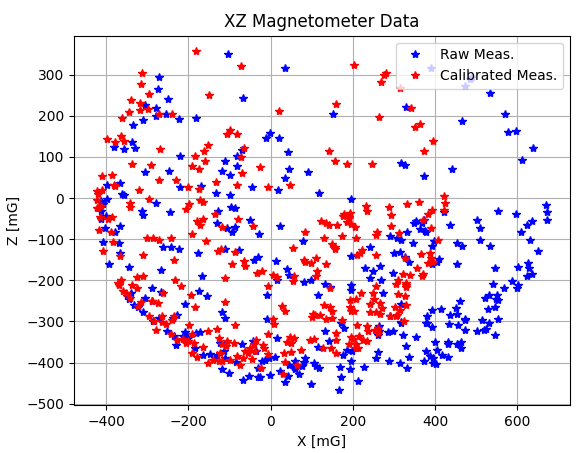 XZ Magnetometer Data
Raw Meas.
Calibrated Meas.
300
200
100
0
−100
−200
−300
−400
−500
Z [mG]
−400 −200 0 200 400 600
X [mG]